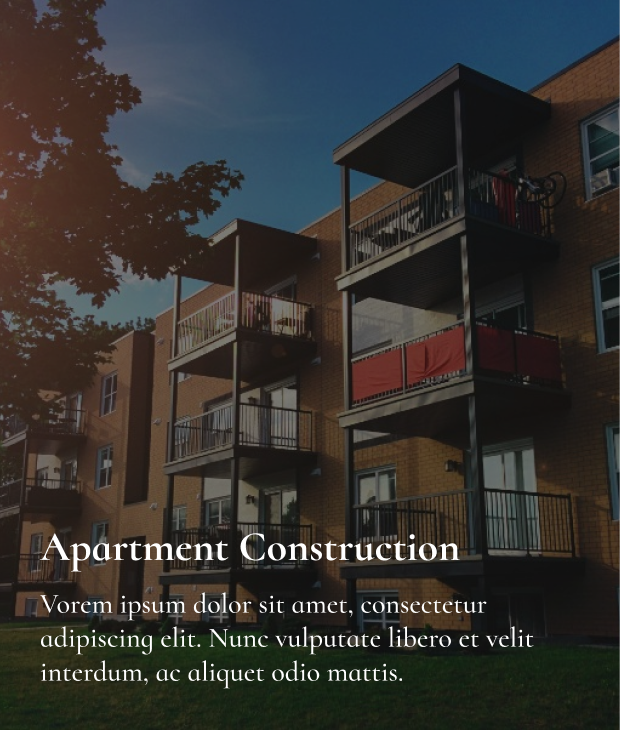 Apartment Construction
Vorem ipsum dolor sit amet, consectetur
adipiscing elit. Nunc vulputate libero et velit
interdum, ac aliquet odio mattis.